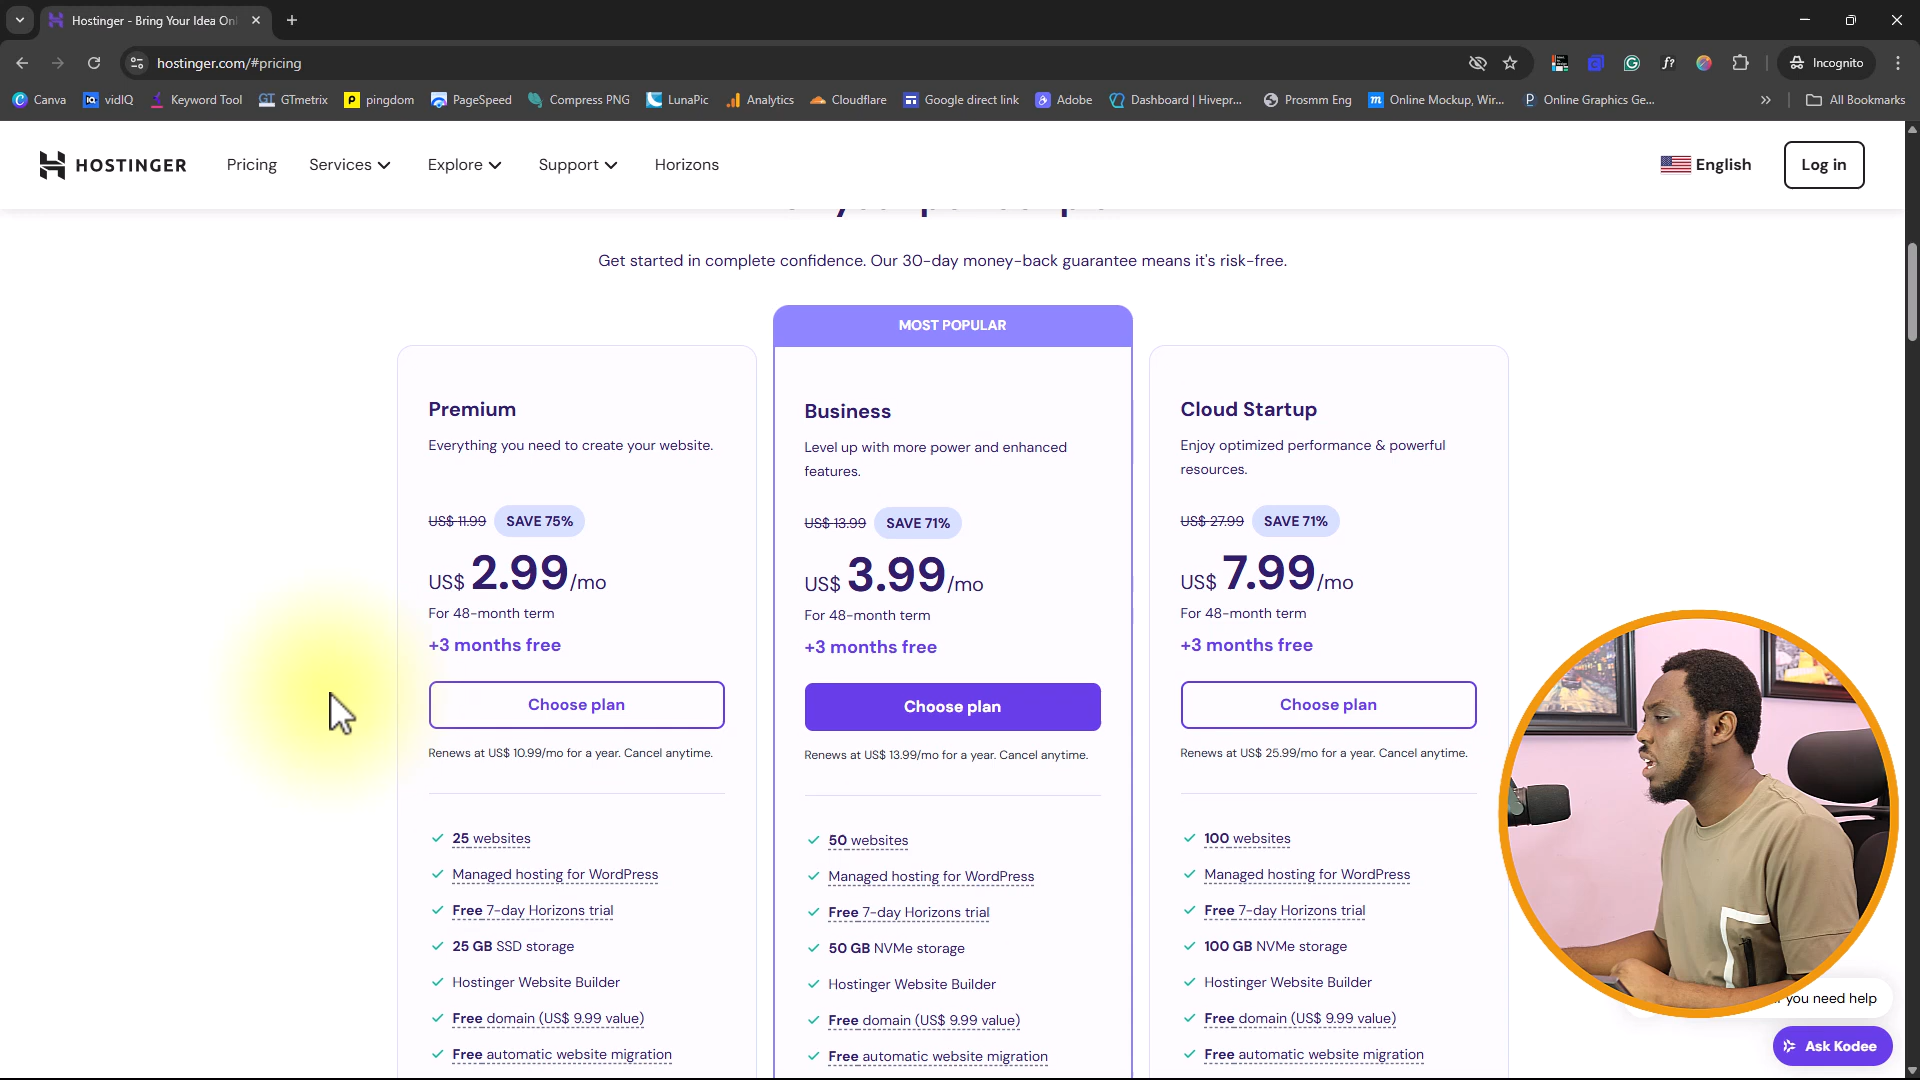 Hostinger - Bring Your Idea Onl
hostinger.com/#pricing
Incognito
Canva
vidIQ
Keyword Tool
GTmetrix
pingdom
PageSpeed
Compress PNG
LunaPic
Analytics
Cloudflare
Google direct link
Adobe
Dashboard | Hivepr...
Prosmm Eng
Online Mockup, Wir...
Online Graphics Ge...
All Bookmarks
HOSTINGER
Pricing
Services
Explore
Support
Horizons
English
Log in
Get started in complete confidence. Our 30-day money-back guarantee means it's risk-free.
MOST POPULAR
Premium
Everything you need to create your website.
US$ 11.99 SAVE 75%
US$ 2.99/mo
For 48-month term
+3 months free
Choose plan
Renews at US$ 10.99/mo for a year. Cancel anytime.
25 websites
Managed hosting for WordPress
Free 7-day Horizons trial
25 GB SSD storage
Hostinger Website Builder
Free domain (US$ 9.99 value)
Free automatic website migration
Business
Level up with more power and enhanced
features.
US$ 13.99 SAVE 71%
US$ 3.99/mo
For 48-month term
+3 months free
Choose plan
Renews at US$ 13.99/mo for a year. Cancel anytime.
50 websites
Managed hosting for WordPress
Free 7-day Horizons trial
50 GB NVMe storage
Hostinger Website Builder
Free domain (US$ 9.99 value)
Free automatic website migration
Cloud Startup
Enjoy optimized performance & powerful
resources.
US$ 27.99 SAVE 71%
US$ 7.99/mo
For 48-month term
+3 months free
Choose plan
Renews at US$ 25.99/mo for a year. Cancel anytime.
100 websites
Managed hosting for WordPress
Free 7-day Horizons trial
100 GB NVMe storage
Hostinger Website Builder
Free domain (US$ 9.99 value)
Free automatic website migration
you need help
Ask Kodee